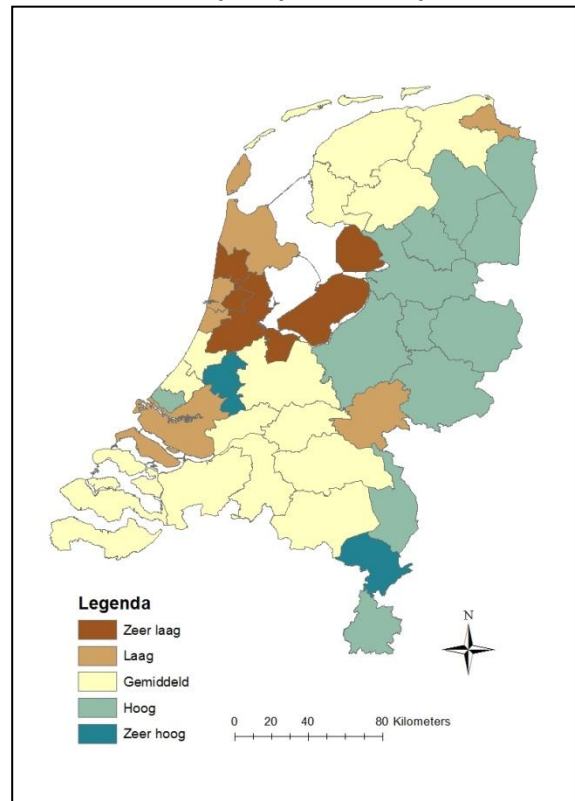 N
Legenda
Zeer laag
Laag
Gemiddeld
Hoog
Zeer hoog
0 20 40 80 Kilometers